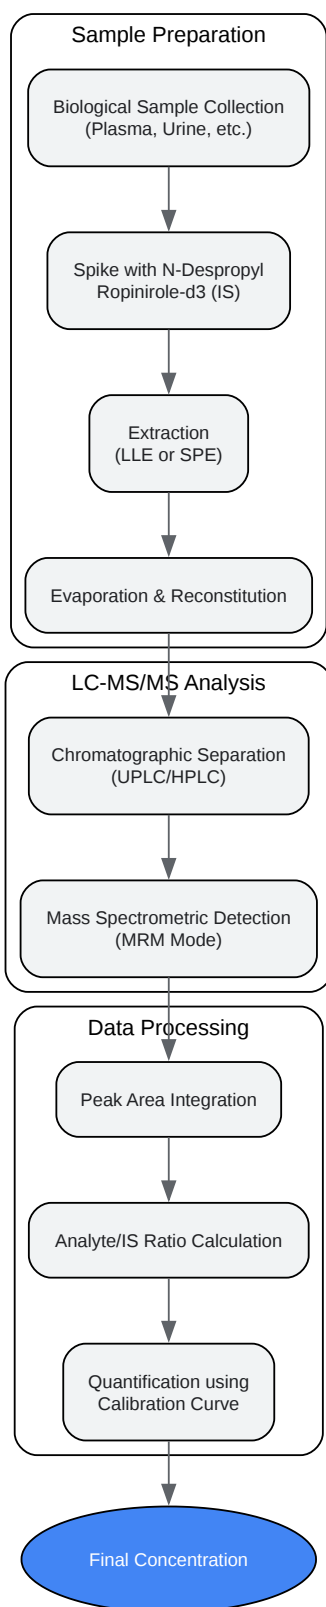 Sample Preparation
Biological Sample Collection
(Plasma, Urine, etc.)
Spike with N-Despropyl
Ropinirole-d3 (IS)
Extraction
(LLE or SPE)
Evaporation & Reconstitution
LC-MS/MS Analysis
Chromatographic Separation
(UPLC/HPLC)
Mass Spectrometric Detection
(MRM Mode)
Data Processing
Peak Area Integration
Analyte/IS Ratio Calculation
Quantification using
Calibration Curve
Final Concentration